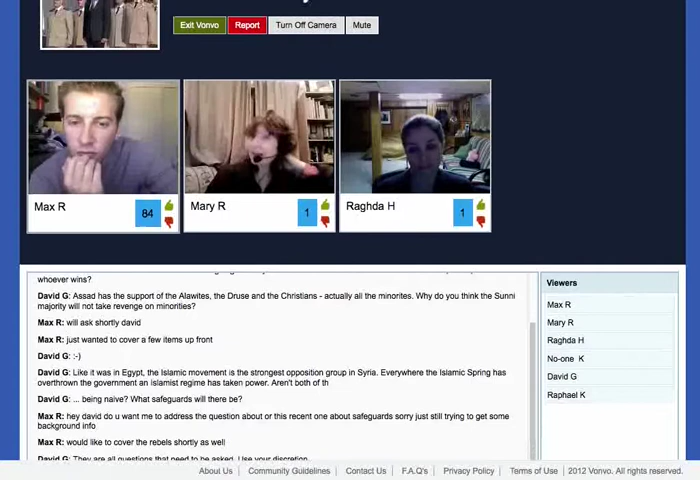 Exit Vonvo Report Turn Off Camera Mute
Max R 84
Mary R 1
Raghda H 1
whoever wins?
David G: Assad has the support of the Alawites, the Druse and the Christians - actually all the minorites. Why do you think the Sunni
majority will not take revenge on minorities?
Max R: will ask shortly david
Max R: just wanted to cover a few items up front
David G: :-)
David G: Like it was in Egypt, the Islamic movement is the strongest opposition group in Syria. Everywhere the Islamic Spring has
overthrown the government an islamist regime has taken power. Aren't both of th
David G: ... being naive? What safeguards will there be?
Max R: hey david do u want me to address the question about or this recent one about safeguards sorry just still trying to get some
background info
Max R: would like to cover the rebels shortly as well
David G: They are all questions that need to be asked. Use your discretion.
Viewers
Max R
Mary R
Raghda H
No-one K
David G
Raphael K
About Us | Community Guidelines | Contact Us | F.A.Q's | Privacy Policy | Terms of Use | 2012 Vonvo. All rights reserved.